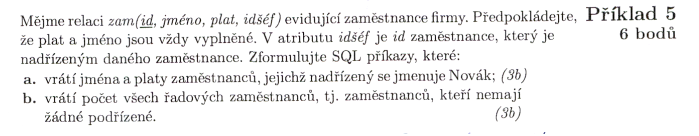 Mějme relaci zam(id, jméno, plat, idšéf) evidující zaměstnance firmy. Předpokládejte, Příklad 5
že plat a jméno jsou vždy vyplněné. V atributu idšéf je id zaměstnance, který je 6 bodů
nadřízeným daného zaměstnance. Zformulujte SQL příkazy, které:
a. vrátí jména a platy zaměstnanců, jejichž nadřízený se jmenuje Novák; (3b)
b. vrátí počet všech řadových zaměstnanců, tj. zaměstnanců, kteří nemají
žádné podřízené. (3b)